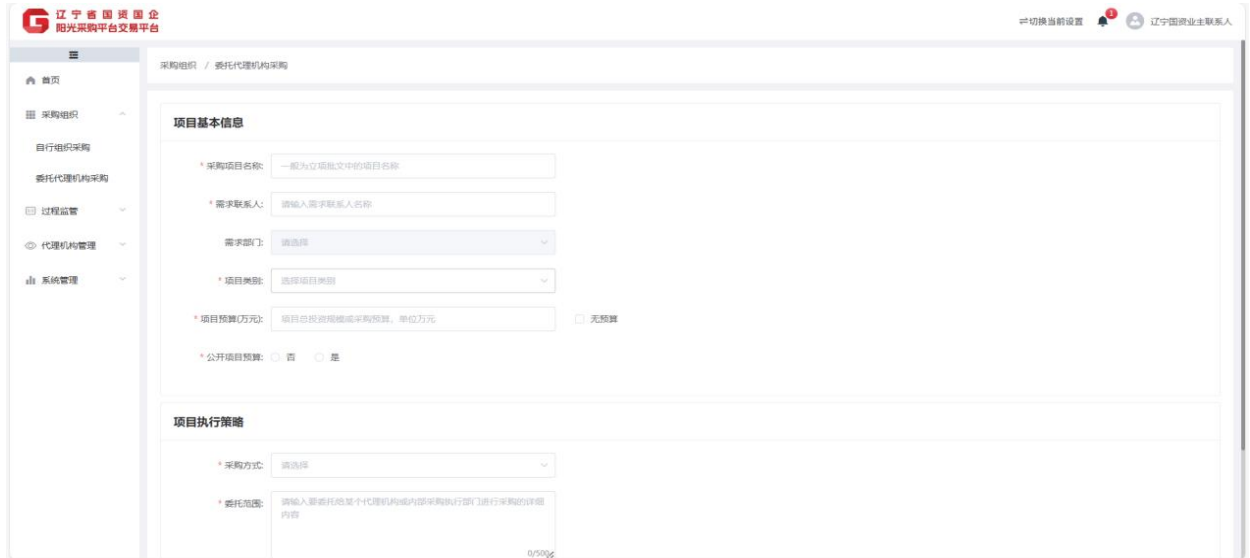 辽宁省国资国企
阳光采购平台交易平台
切换当前设置
1
辽宁国资业主联系人
首页
采购组织
自行组织采购
委托代理机构采购
过程监管
代理机构管理
系统管理
采购组织 / 委托代理机构采购
项目基本信息
* 采购项目名称: 一般为立项批文中的项目名称
* 需求联系人: 请输入需求联系人名称
需求部门: 请选择
* 项目类别: 选择项目类别
* 项目预算(万元): 项目总投资规模或采购预算，单位万元 无预算
* 公开项目预算: 否 是
项目执行策略
* 采购方式: 请选择
* 委托范围: 请输入要委托给某个代理机构或内部采购执行部门进行采购的详细
内容
0/500